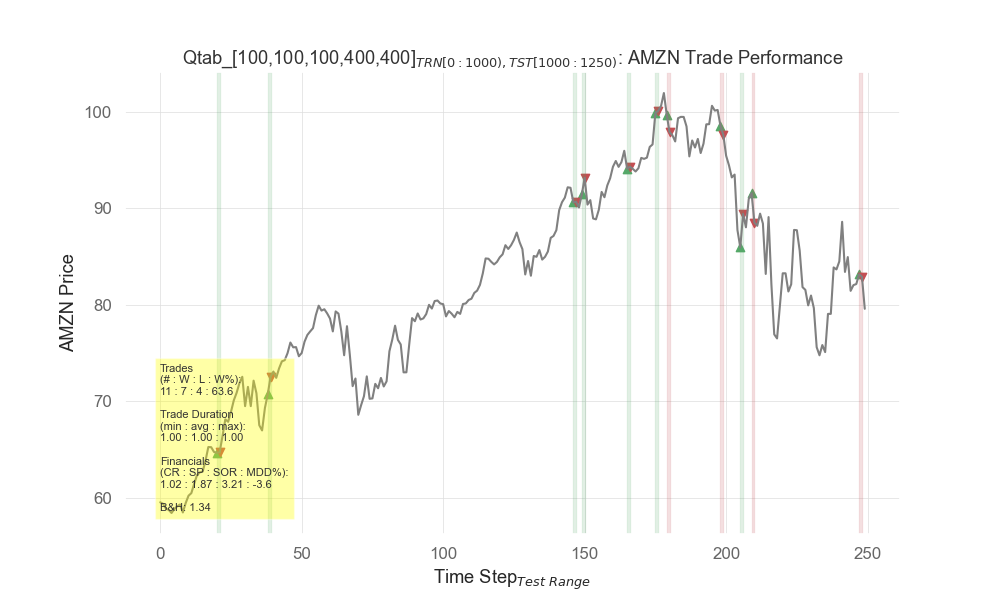 Qtab_[100,100,100,400,400]TRN[0 : 1000), TST[1000 : 1250): AMZN Trade Performance
100
90
80
70
60
AMZN Price
Trades
(# : W : L : W%):
11 : 7 : 4 : 63.6
Trade Duration
(min : avg : max):
1.00 : 1.00 : 1.00
Financials
(CR : SP : SOR : MDD%):
1.02 : 1.87 : 3.21 : -3.6
B&H: 1.34
0 50 100 150 200 250
Time StepTest Range